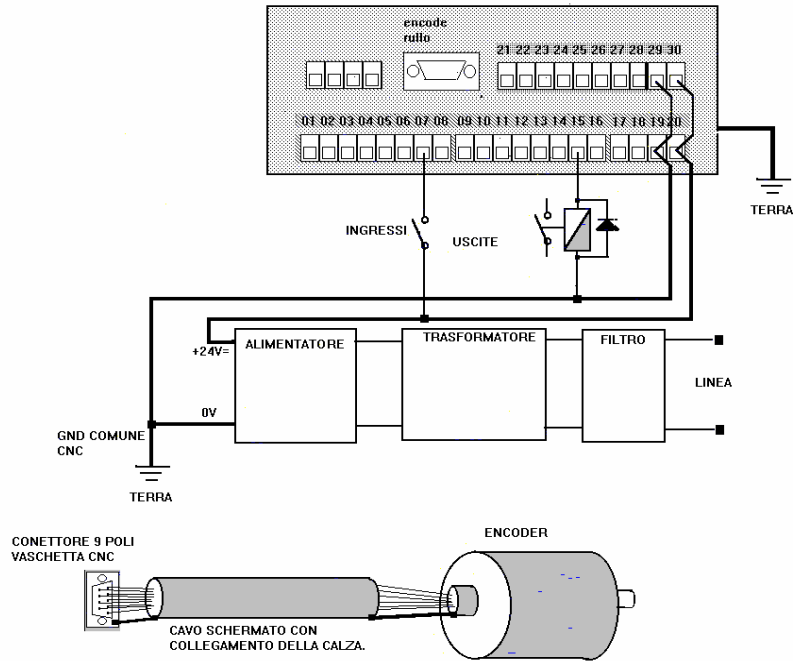 encode
rullo
21 22 23 24 25 26 27 28 29 30
01 02 03 04 05 06 07 08 09 10 11 12 13 14 15 16 17 18 19 20
TERRA
INGRESSI
USCITE
+24V=
ALIMENTATORE
TRASFORMATORE
FILTRO
LINEA
0V
GND COMUNE
CNC
TERRA
CONETTORE 9 POLI
VASCHETTA CNC
ENCODER
CAVO SCHERMATO CON
COLLEGAMENTO DELLA CALZA.